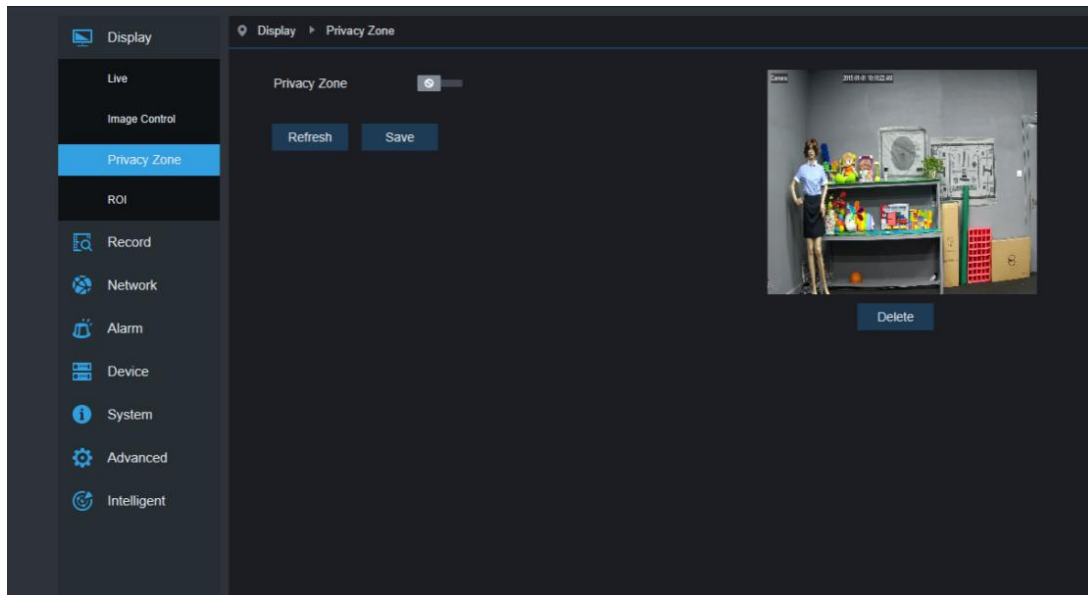 Display
Display Privacy Zone
Live
Image Control
Privacy Zone
ROI
Record
Network
Alarm
Device
System
Advanced
Intelligent
Privacy Zone
Refresh Save
Camera
Delete